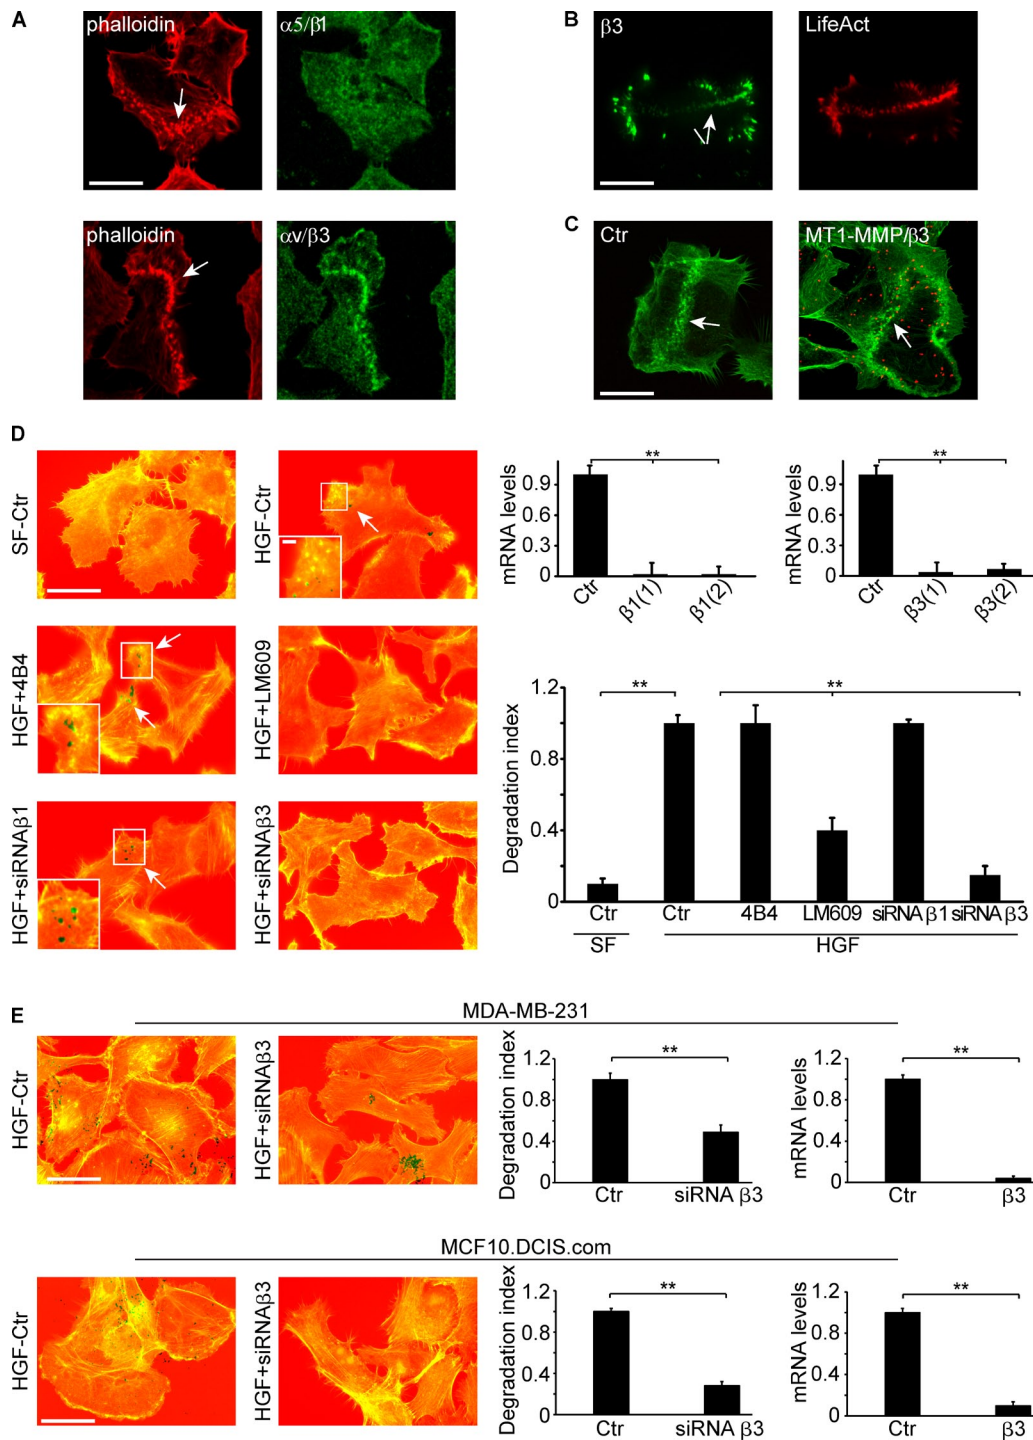 A
phalloidin
α5/β1
phalloidin
αv/β3
B
β3
LifeAct
C
Ctr
MT1-MMP/β3
D
SF-Ctr
HGF-Ctr
HGF+4B4
HGF+LM609
HGF+siRNAβ1
HGF+siRNAβ3
mRNA levels
0.9
0.3
0
**
Ctr
β1(1)
β1(2)
mRNA levels
0.9
0.3
0
**
Ctr
β3(1)
β3(2)
Degradation index
1.2
0.4
0
**
**
Ctr
Ctr
4B4
LM609
siRNA β1
siRNA β3
SF
HGF
E
MDA-MB-231
HGF-Ctr
HGF+siRNAβ3
Degradation index
1.2
0.8
0.4
0
**
Ctr
siRNA β3
mRNA levels
1.2
0.8
0.4
0
**
Ctr
β3
MCF10.DCIS.com
HGF-Ctr
HGF+siRNAβ3
Degradation index
1.2
0.8
0.4
0
**
Ctr
siRNA β3
mRNA levels
1.2
0.8
0.4
0
**
Ctr
β3